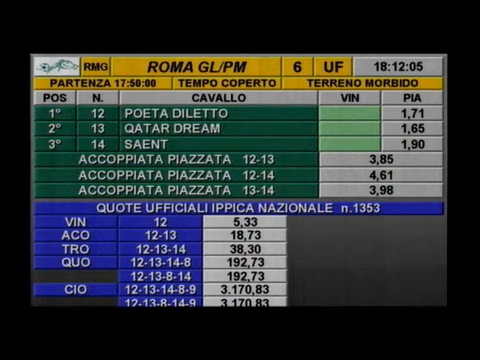 RMG ROMA GL/PM 6 UF 18:12:05
PARTENZA 17:50:00 TEMPO COPERTO TERRENO MORBIDO
POS N. CAVALLO VIN PIA
1º 12 POETA DILETTO 1,71
2º 13 QATAR DREAM 1,65
3º 14 SAENT 1,90
ACCOPPIATA PIAZZATA 12-13 3,85
ACCOPPIATA PIAZZATA 12-14 4,61
ACCOPPIATA PIAZZATA 13-14 3,98
QUOTE UFFICIALI IPPICA NAZIONALE n.1353
VIN 12 5,33
ACO 12-13 18,73
TRO 12-13-14 38,30
QUO 12-13-14-8 192,73
12-13-8-14 192,73
CIO 12-13-14-8-9 3.170,83
12-13-8-14-9 3.170,83